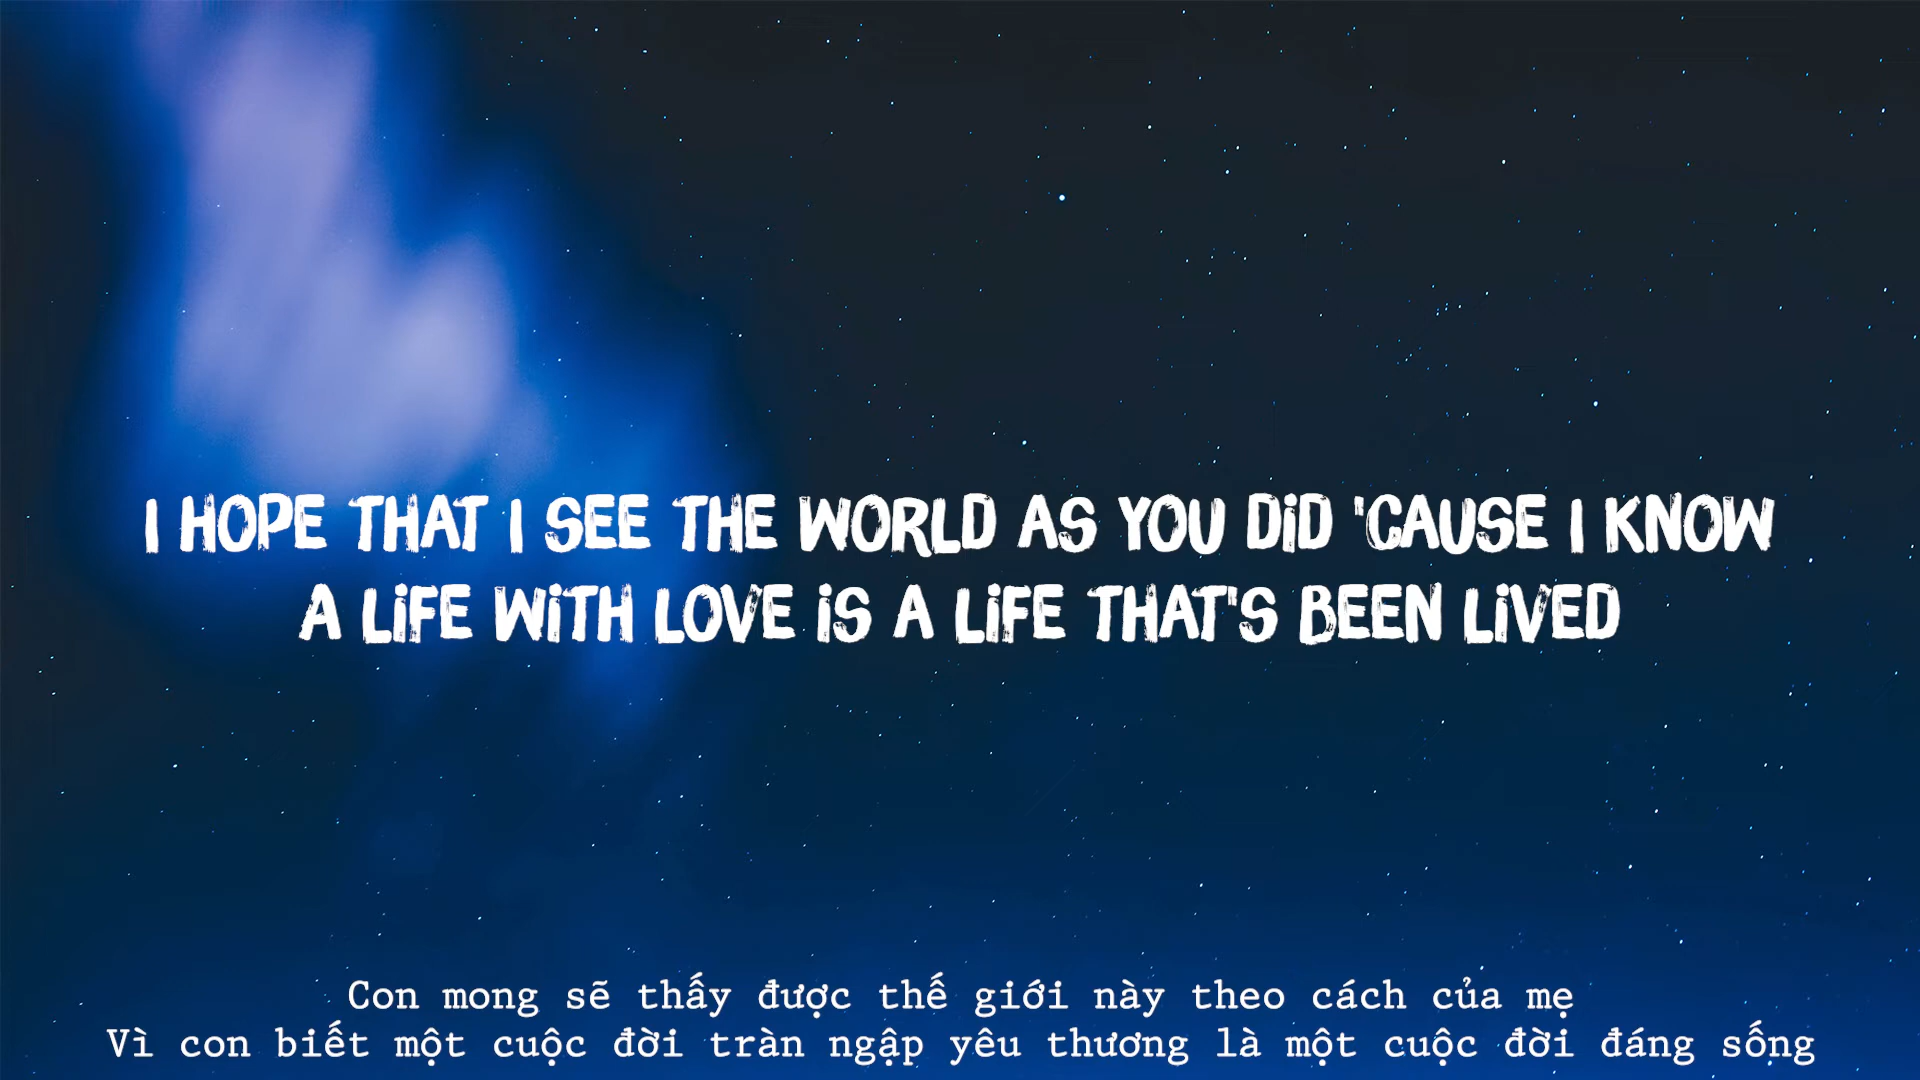 I HOPE THAT I SEE THE WORLD AS YOU DiD 'CAUSE I KNOW
A LiFE WiTH LOVE iS A LiFE THAT'S BEEN LiVED
Con mong sẽ thấy được thế giới này theo cách của mẹ
Vì con biết một cuộc đời tràn ngập yêu thương là một cuộc đời đáng sống